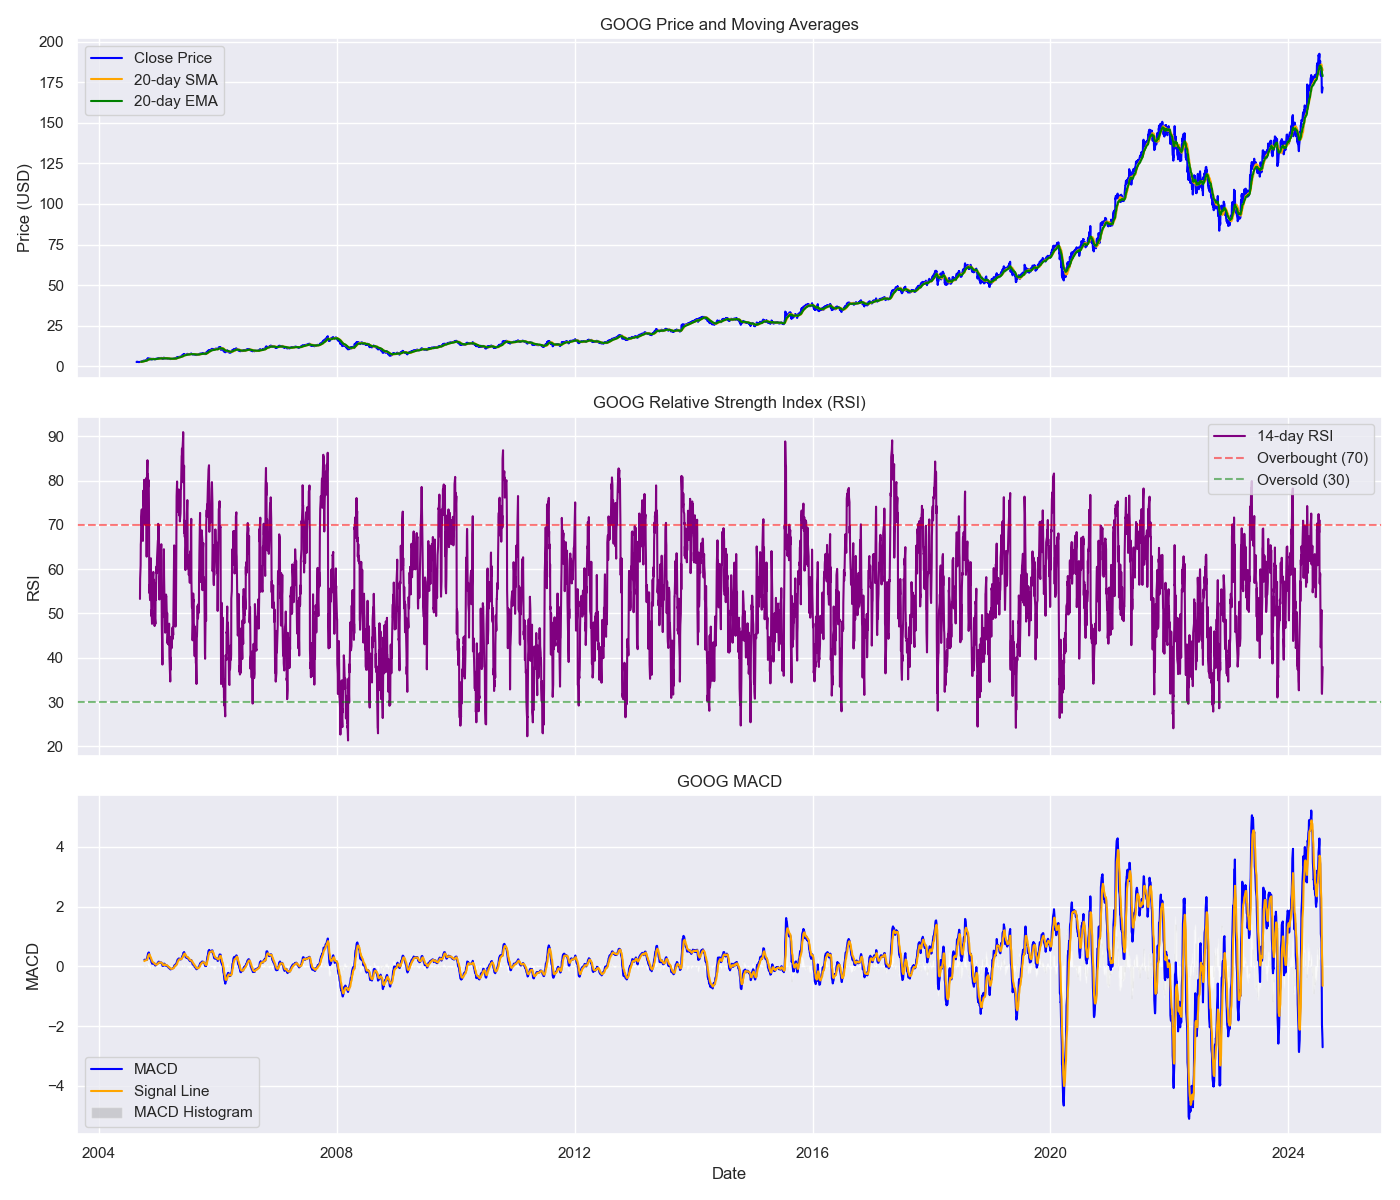 GOOG Price and Moving Averages
Close Price
20-day SMA
20-day EMA
Price (USD)
200
175
150
125
100
75
50
25
0
GOOG Relative Strength Index (RSI)
14-day RSI
Overbought (70)
Oversold (30)
RSI
90
80
70
60
50
40
30
20
GOOG MACD
MACD
4
2
0
−2
−4
MACD
Signal Line
MACD Histogram
2004 2008 2012 2016 2020 2024
Date